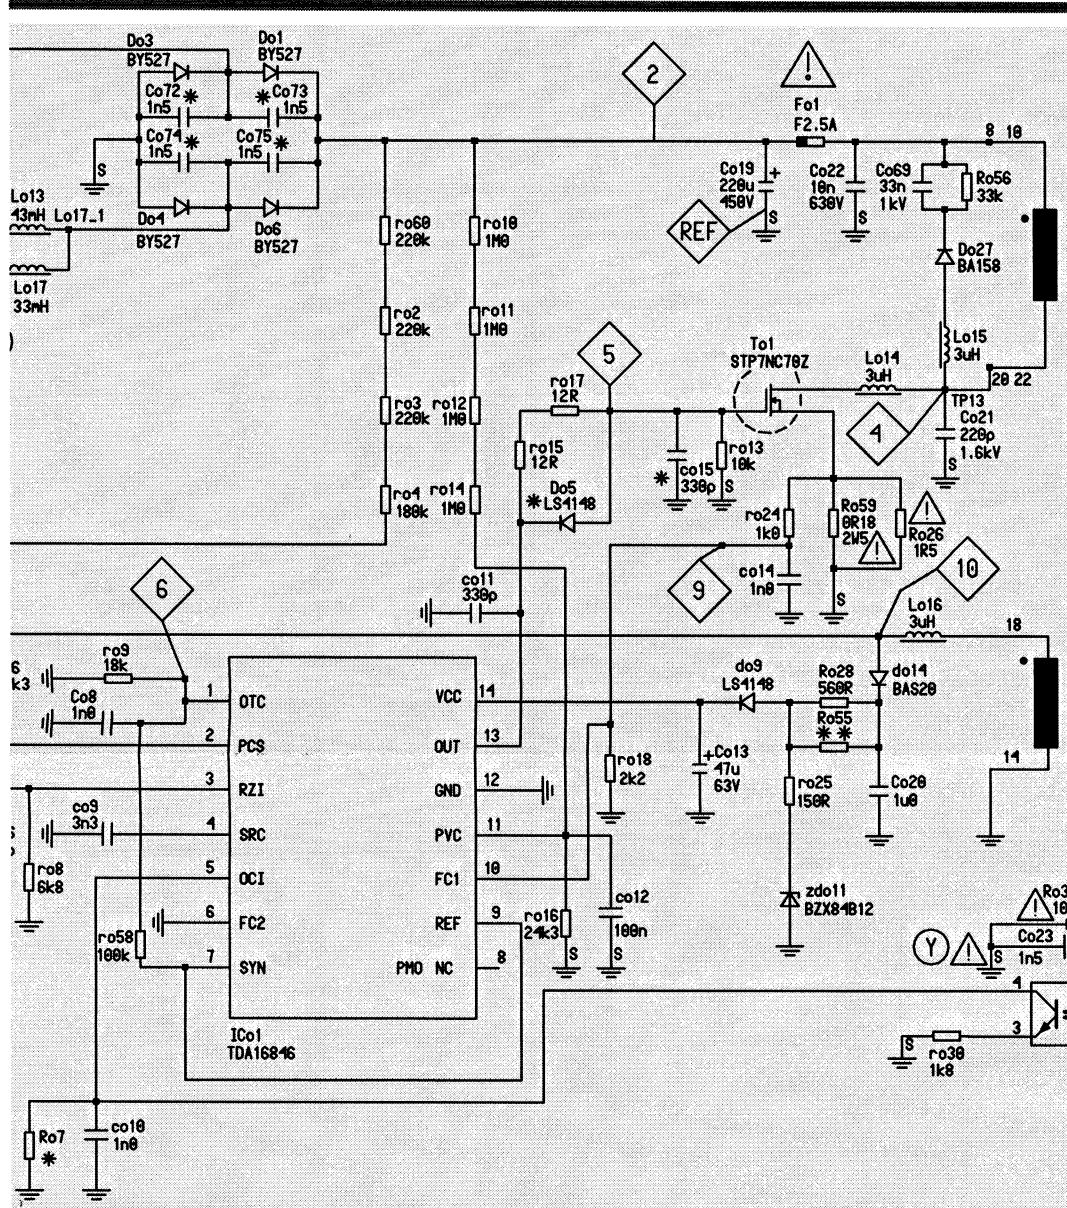 Do3
BY527
Do1
BY527
Co72
1n5
Co73
1n5
Co74
1n5
Co75
1n5
S
Do4
BY527
Do6
BY527
Lo13
43mH
Lo17_1
Lo17
33mH
2
!
Fo1
F2.5A
8 10
Co19
220u
450V
+
S
REF
Co22
10n
630V
S
Co69
33n
1kV
Ro56
33k
Do27
BA158
Lo15
3uH
20 22
ro60
220k
ro10
1M0
ro2
220k
ro11
1M0
ro3
220k
ro12
1M0
ro4
180k
ro14
1M0
5
To1
STP7NC70Z
Lo14
3uH
TP13
4
Co21
220p
1.6kV
S
ro17
12R
ro15
12R
Do5
LS4148
co15
330p
ro13
10k
S
ro24
1k0
Ro59
0R18
2W5
!
Ro26
1R5
!
co14
1n0
S
9
10
6
co11
330p
Lo16
3uH
18
14
ro9
18k
Co8
1n0
6
k3
1
OTC
2
PCS
3
RZI
4
SRC
5
OCI
6
FC2
7
SYN
VCC
14
OUT
13
GND
12
PVC
11
FC1
10
REF
9
PMO NC
8
ICo1
TDA16846
co9
3n3
ro8
6k8
ro58
100k
do9
LS4148
Ro28
560R
Ro55
do14
BAS20
+
Co13
47u
63V
ro18
2k2
ro25
150R
Co20
1u0
zdo11
BZX84B12
co12
100n
ro16
24k3
S
S
Y
!
!
Ro3
10
Co23
1n5
S
4
3
S
ro30
1k8
Ro7
co10
1n0